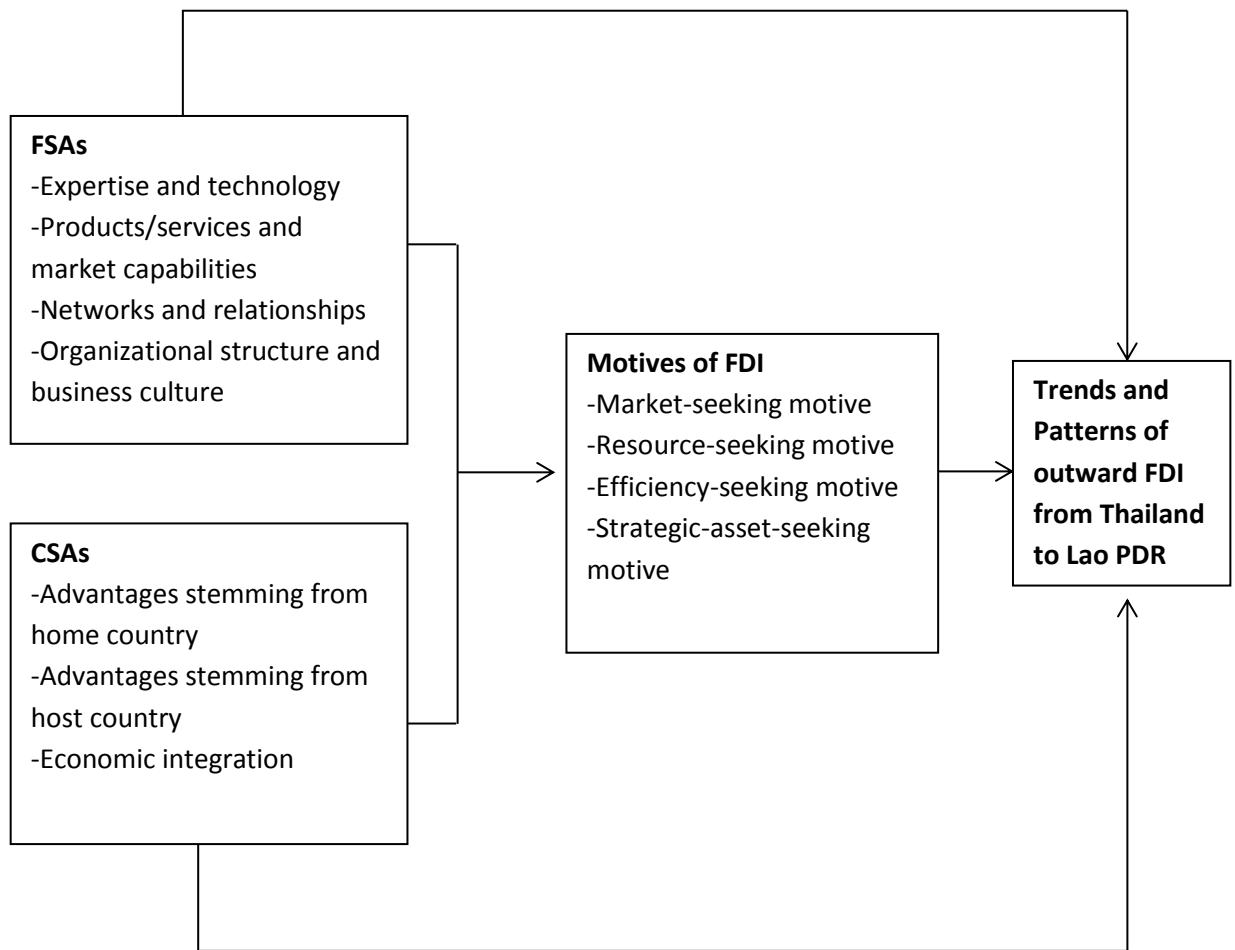 FSAs
-Expertise and technology
-Products/services and
market capabilities
-Networks and relationships
-Organizational structure and
business culture
CSAs
-Advantages stemming from
home country
-Advantages stemming from
host country
-Economic integration
Motives of FDI
-Market-seeking motive
-Resource-seeking motive
-Efficiency-seeking motive
-Strategic-asset-seeking
motive
Trends and
Patterns of
outward FDI
from Thailand
to Lao PDR